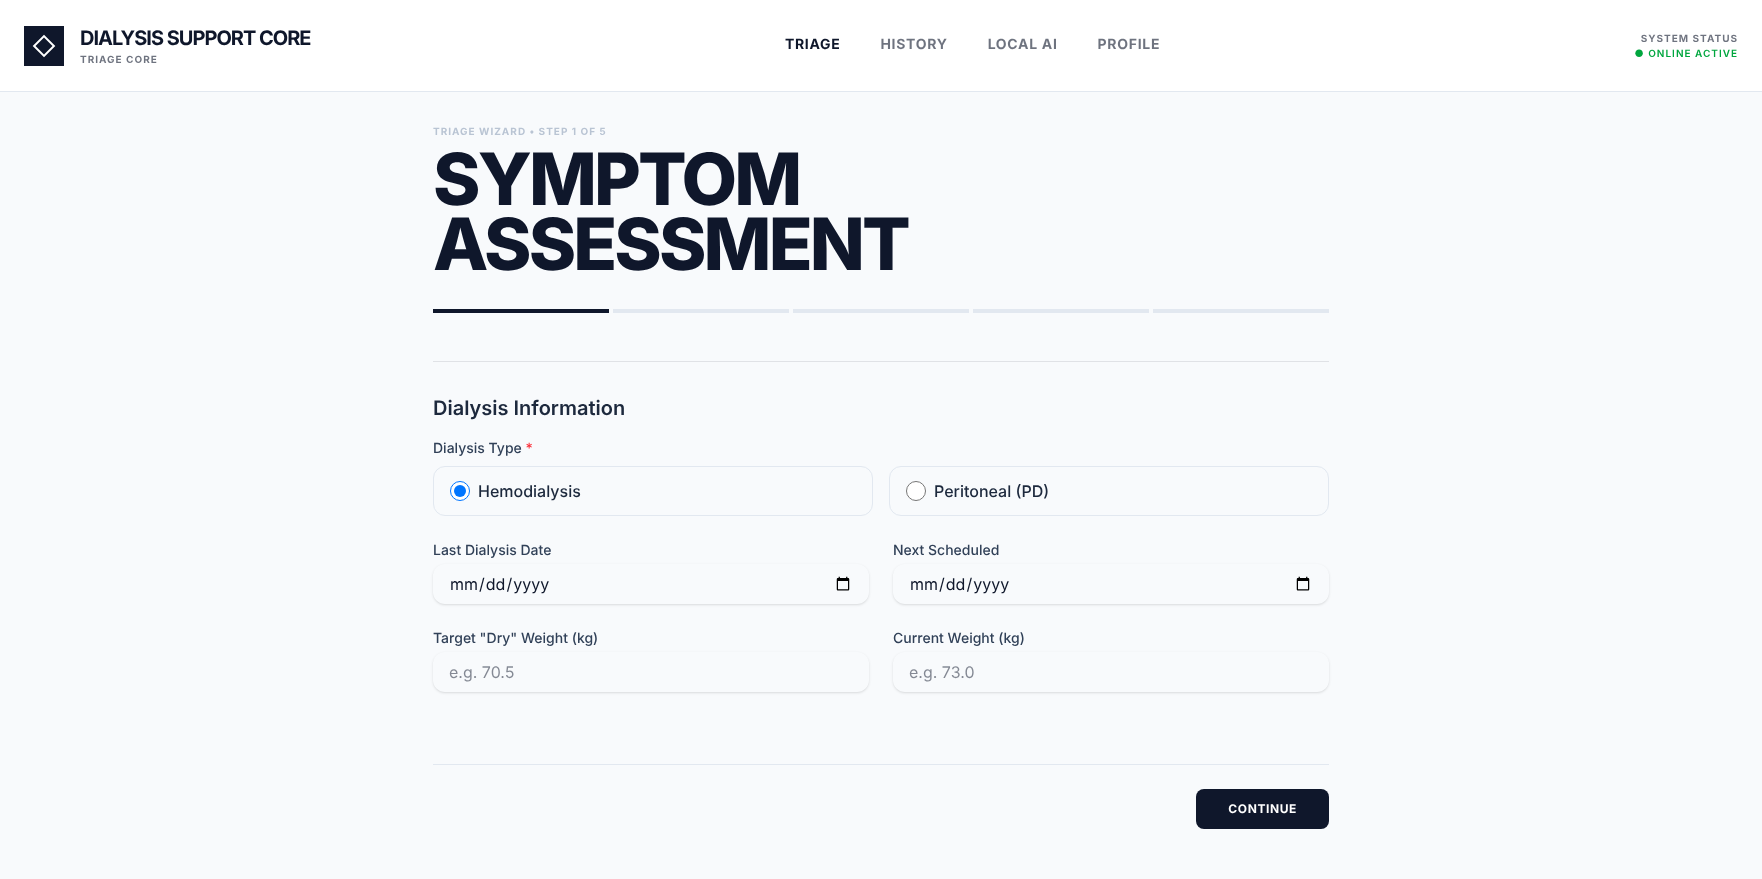 DIALYSIS SUPPORT CORE
TRIAGE CORE
TRIAGE
HISTORY
LOCAL AI
PROFILE
SYSTEM STATUS
ONLINE ACTIVE
TRIAGE WIZARD • STEP 1 OF 5
SYMPTOM
ASSESSMENT
Dialysis Information
Dialysis Type *
Hemodialysis
Peritoneal (PD)
Last Dialysis Date
Next Scheduled
mm/dd/yyyy
mm/dd/yyyy
Target "Dry" Weight (kg)
Current Weight (kg)
e.g. 70.5
e.g. 73.0
CONTINUE